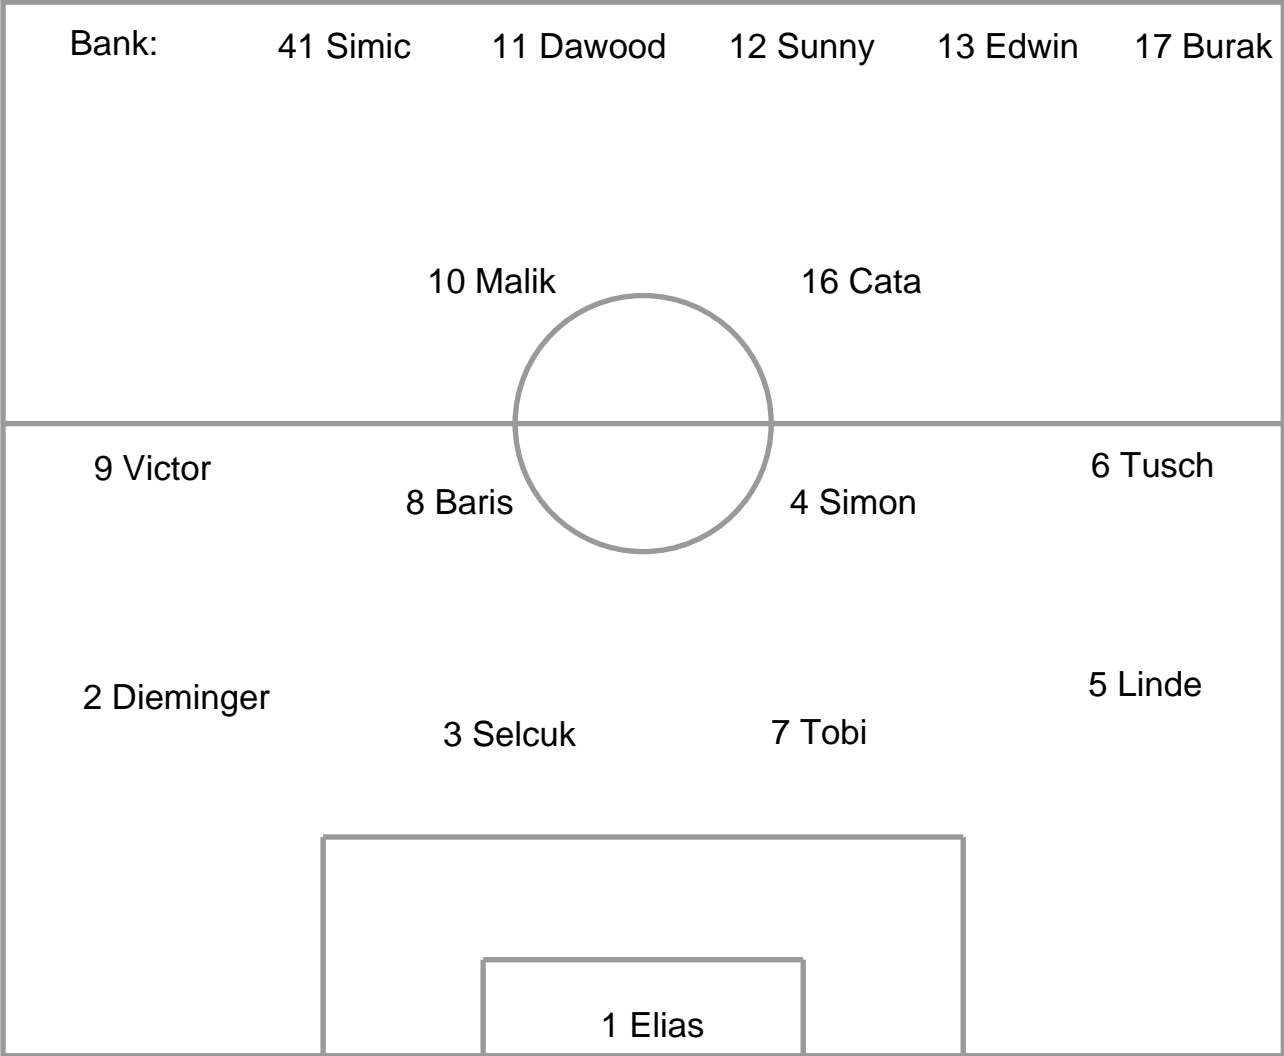 Bank: 41 Simic 11 Dawood 12 Sunny 13 Edwin 17 Burak
10 Malik 16 Cata
9 Victor 6 Tusch
8 Baris 4 Simon
2 Dieminger 5 Linde
3 Selcuk 7 Tobi
1 Elias